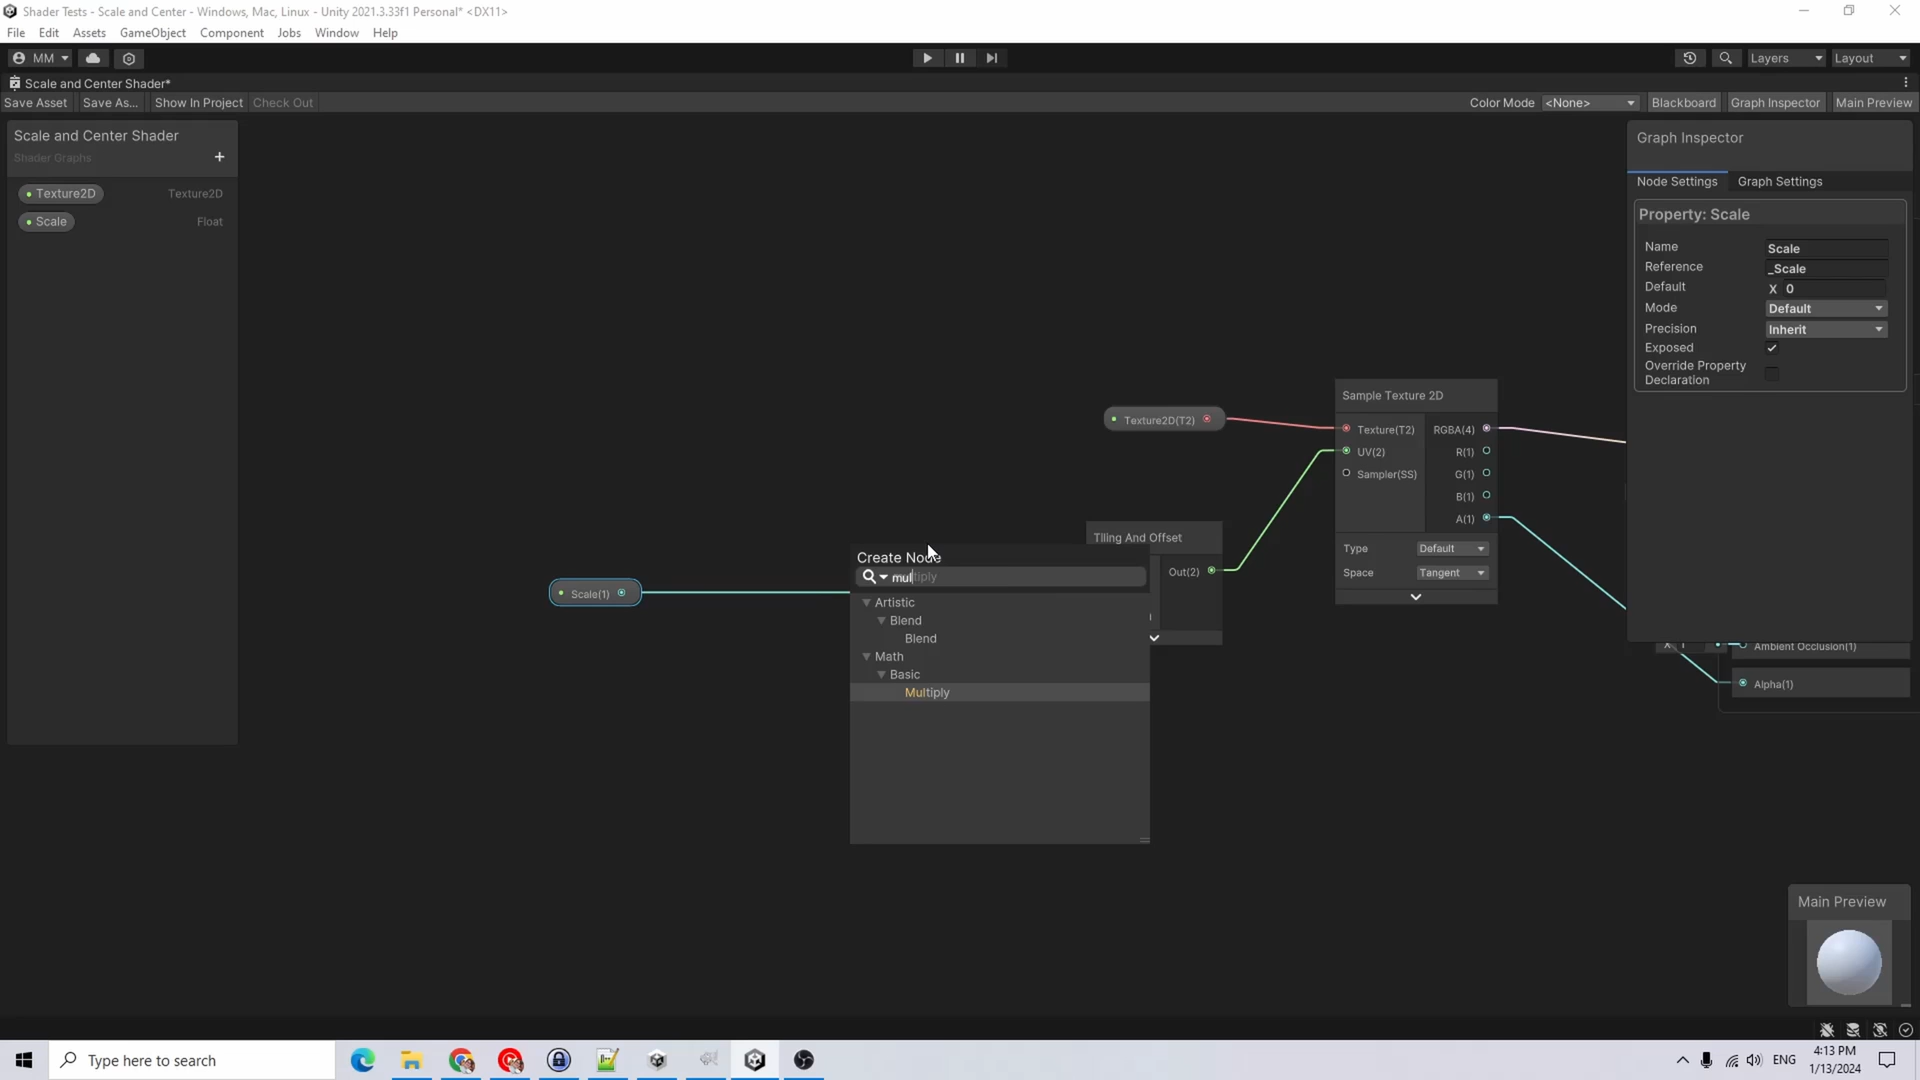 Shader Tests - Scale and Center - Windows, Mac, Linux - Unity 2021.3.33f1 Personal* <DX11>
File Edit Assets GameObject Component Jobs Window Help
MM Layers Layout
Scale and Center Shader*
Save Asset Save As... Show In Project Check Out Color Mode <None> Blackboard Graph Inspector Main Preview
Scale and Center Shader
Shader Graphs +
Texture2D Texture2D
Scale Float
Graph Inspector
Node Settings Graph Settings
Property: Scale
Name Scale
Reference _Scale
Default X 0
Mode Default
Precision Inherit
Exposed
Override Property
Declaration
Texture2D(T2)
Sample Texture 2D
Texture(T2) RGBA(4)
UV(2) R(1)
Sampler(SS) G(1)
B(1)
A(1)
Type Default
Space Tangent
Tiling And Offset
Out(2)
Scale(1)
Create Node
multiply
Artistic
Blend
Blend
Math
Basic
Multiply
X 1 Ambient Occlusion(1)
Alpha(1)
Main Preview
Type here to search
ENG
4:13 PM
1/13/2024